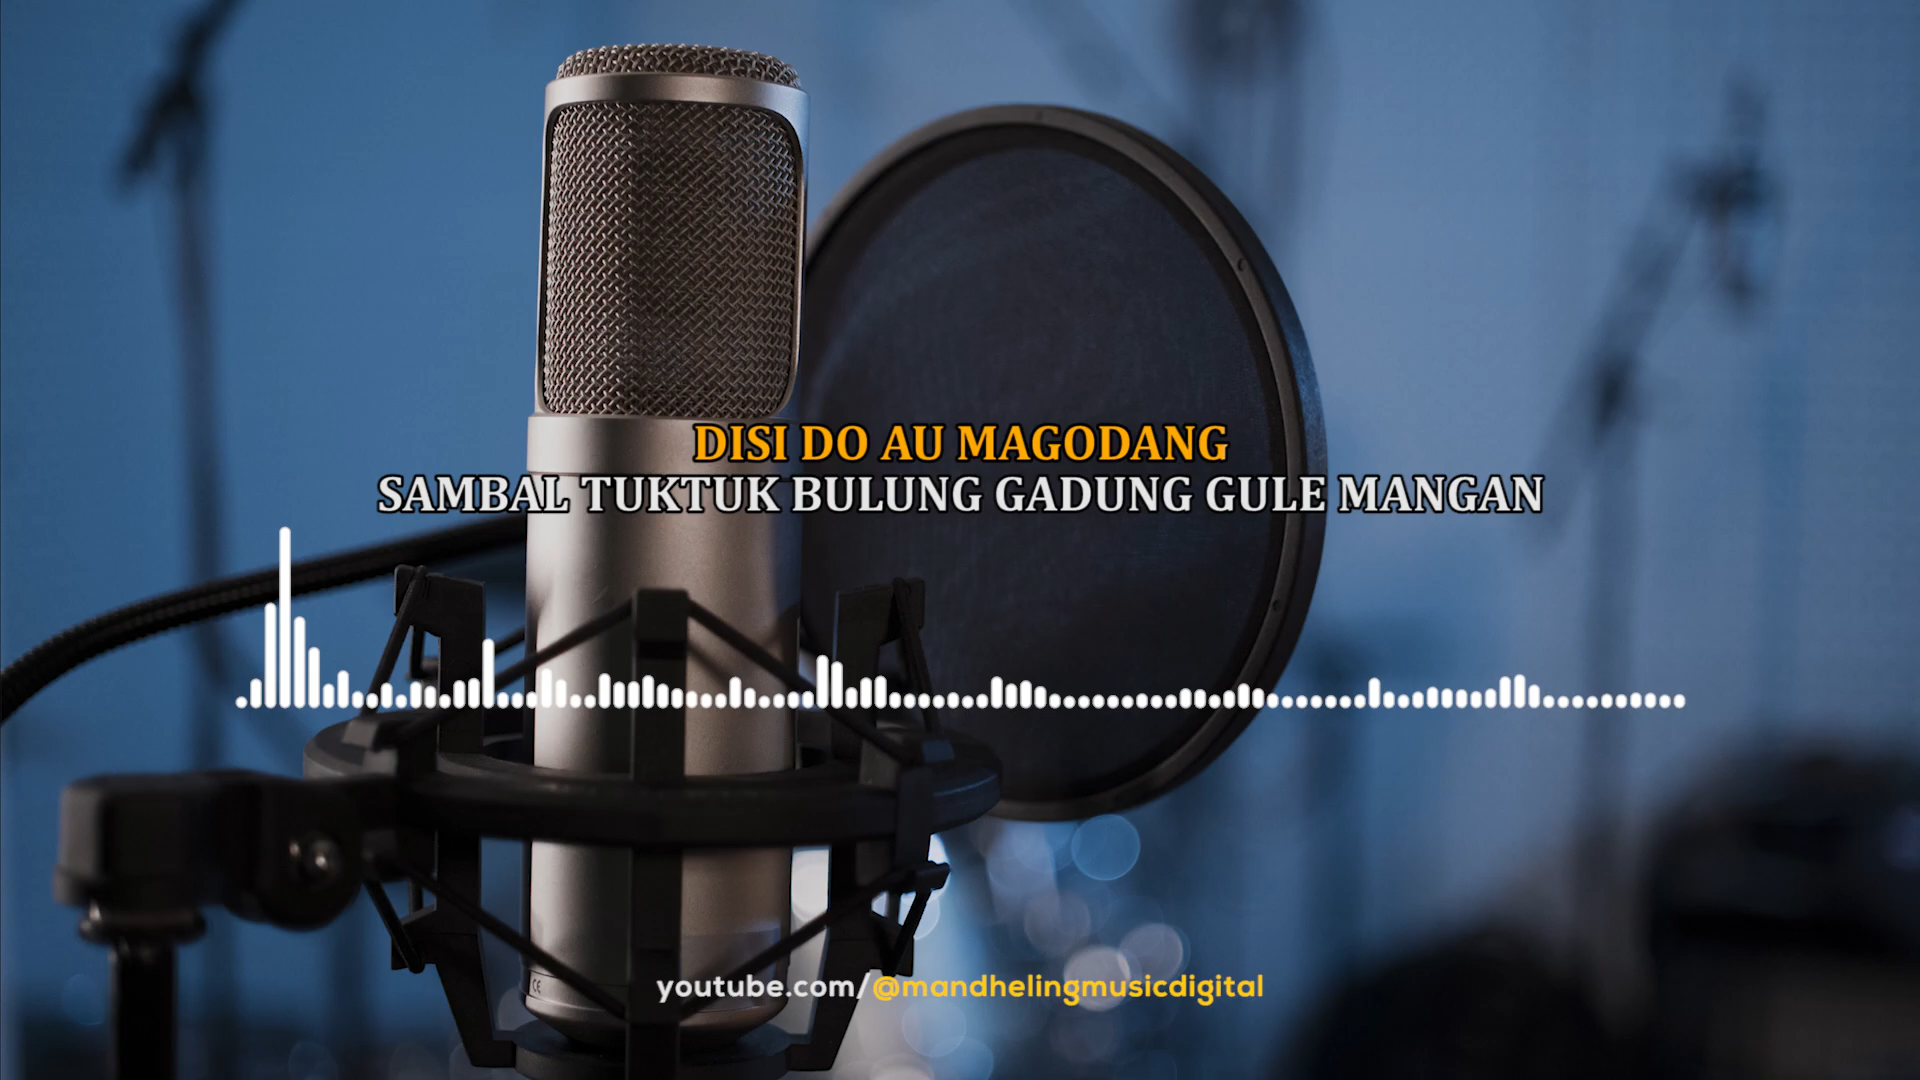 DISI DO AU MAGODANG
SAMBAL TUKTUK BULUNG GADUNG GULE MANGAN
youtube.com/@mandhelingmusicdigital